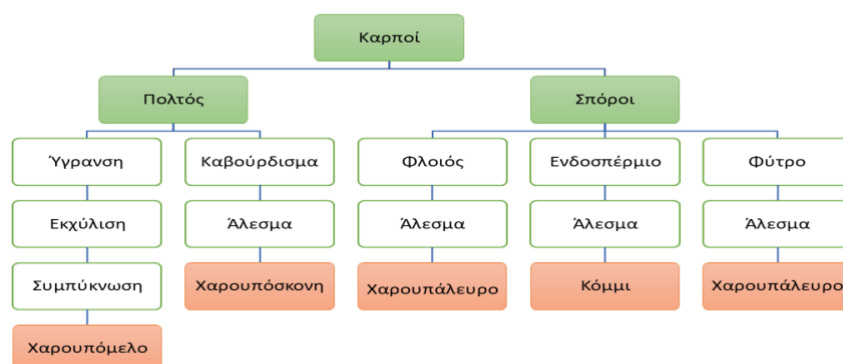 Καρποί
Πολτός
Σπόροι
Ύγρανση
Καβούρδισμα
Φλοιός
Ενδοσπέρμιο
Φύτρο
Εκχύλιση
Άλεσμα
Άλεσμα
Άλεσμα
Άλεσμα
Συμπύκνωση
Χαρουπόσκονη
Χαρουπάλευρο
Κόμμι
Χαρουπάλευρο
Χαρουπόμελο